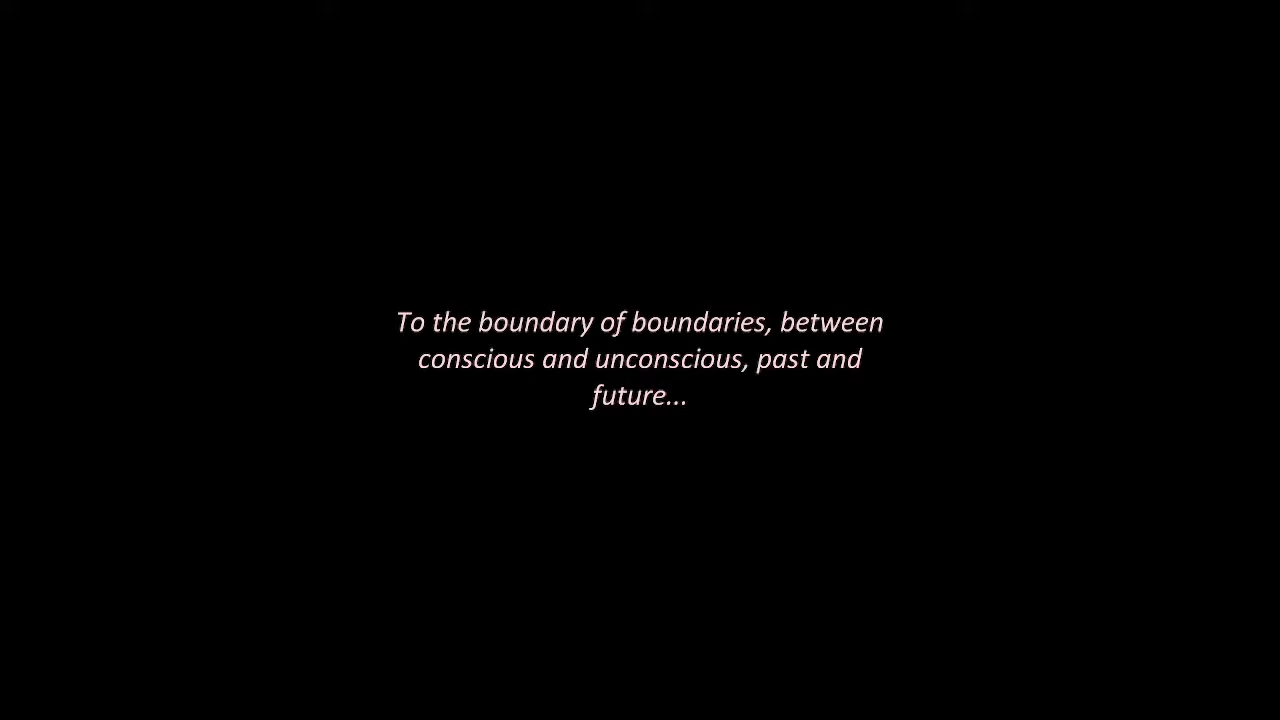 To the boundary of boundaries, between
conscious and unconscious, past and
future...